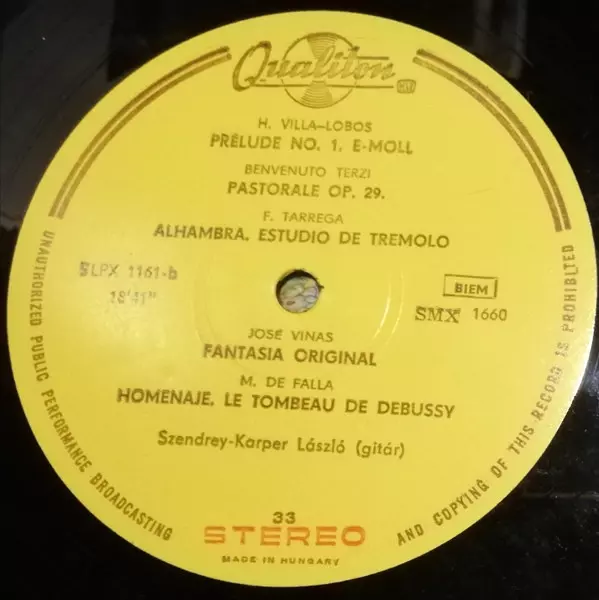 Qualiton
H. VILLA-LOBOS
PRÉLUDE NO. 1. E-MOLL
BENVENUTO TERZI
PASTORALE OP. 29.
F. TARREGA
ALHAMBRA. ESTUDIO DE TREMOLO
SLPX 1161-b
18'41"
BIEM
SMX 1660
JOSÉ VINAS
FANTASIA ORIGINAL
M. DE FALLA
HOMENAJE. LE TOMBEAU DE DEBUSSY
Szendrey-Karper László (gitár)
33
STEREO
MADE IN HUNGARY
UNAUTHORIZED PUBLIC PERFORMANCE BROADCASTING
AND COPYING OF THIS RECORD IS PROHIBITED